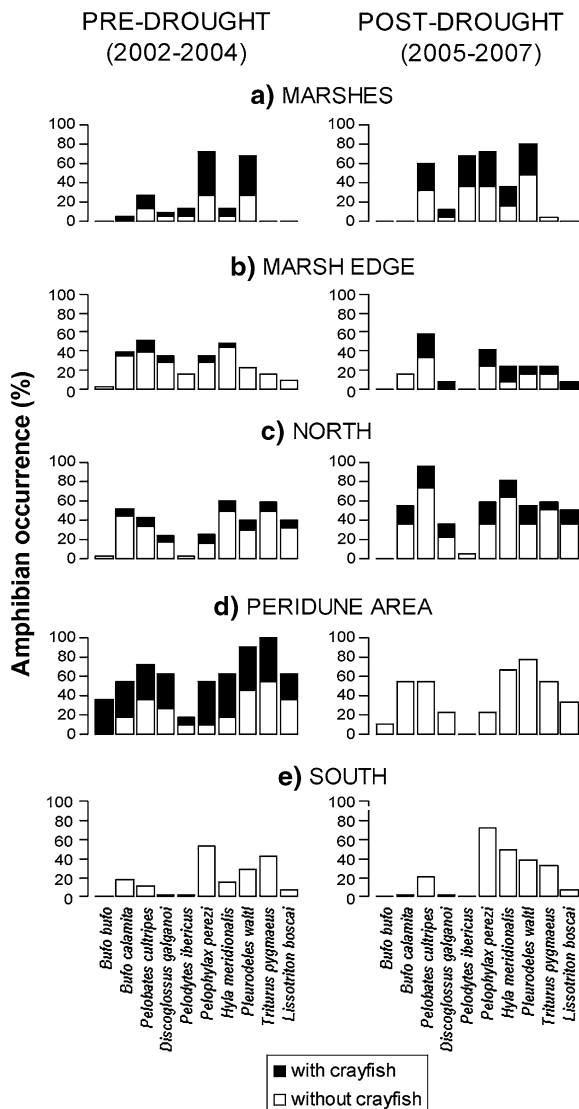 PRE-DROUGHT
(2002-2004)
POST-DROUGHT
(2005-2007)
Amphibian occurrence (%)
a) MARSHES
100
80
60
40
20
0
100
80
60
40
20
0
b) MARSH EDGE
100
80
60
40
20
0
100
80
60
40
20
0
c) NORTH
100
80
60
40
20
0
100
80
60
40
20
0
d) PERIDUNE AREA
100
80
60
40
20
0
100
80
60
40
20
0
e) SOUTH
100
80
60
40
20
0
100
80
60
40
20
0
Bufo bufo
Bufo calamita
Pelobates cultripes
Discoglossus galganoi
Pelodytes ibericus
Pelophylax perezi
Hyla meridionalis
Pleurodeles waltl
Triturus pygmaeus
Lissotriton boscai
Bufo bufo
Bufo calamita
Pelobates cultripes
Discoglossus galganoi
Pelodytes ibericus
Pelophylax perezi
Hyla meridionalis
Pleurodeles waltl
Triturus pygmaeus
Lissotriton boscai
with crayfish
without crayfish